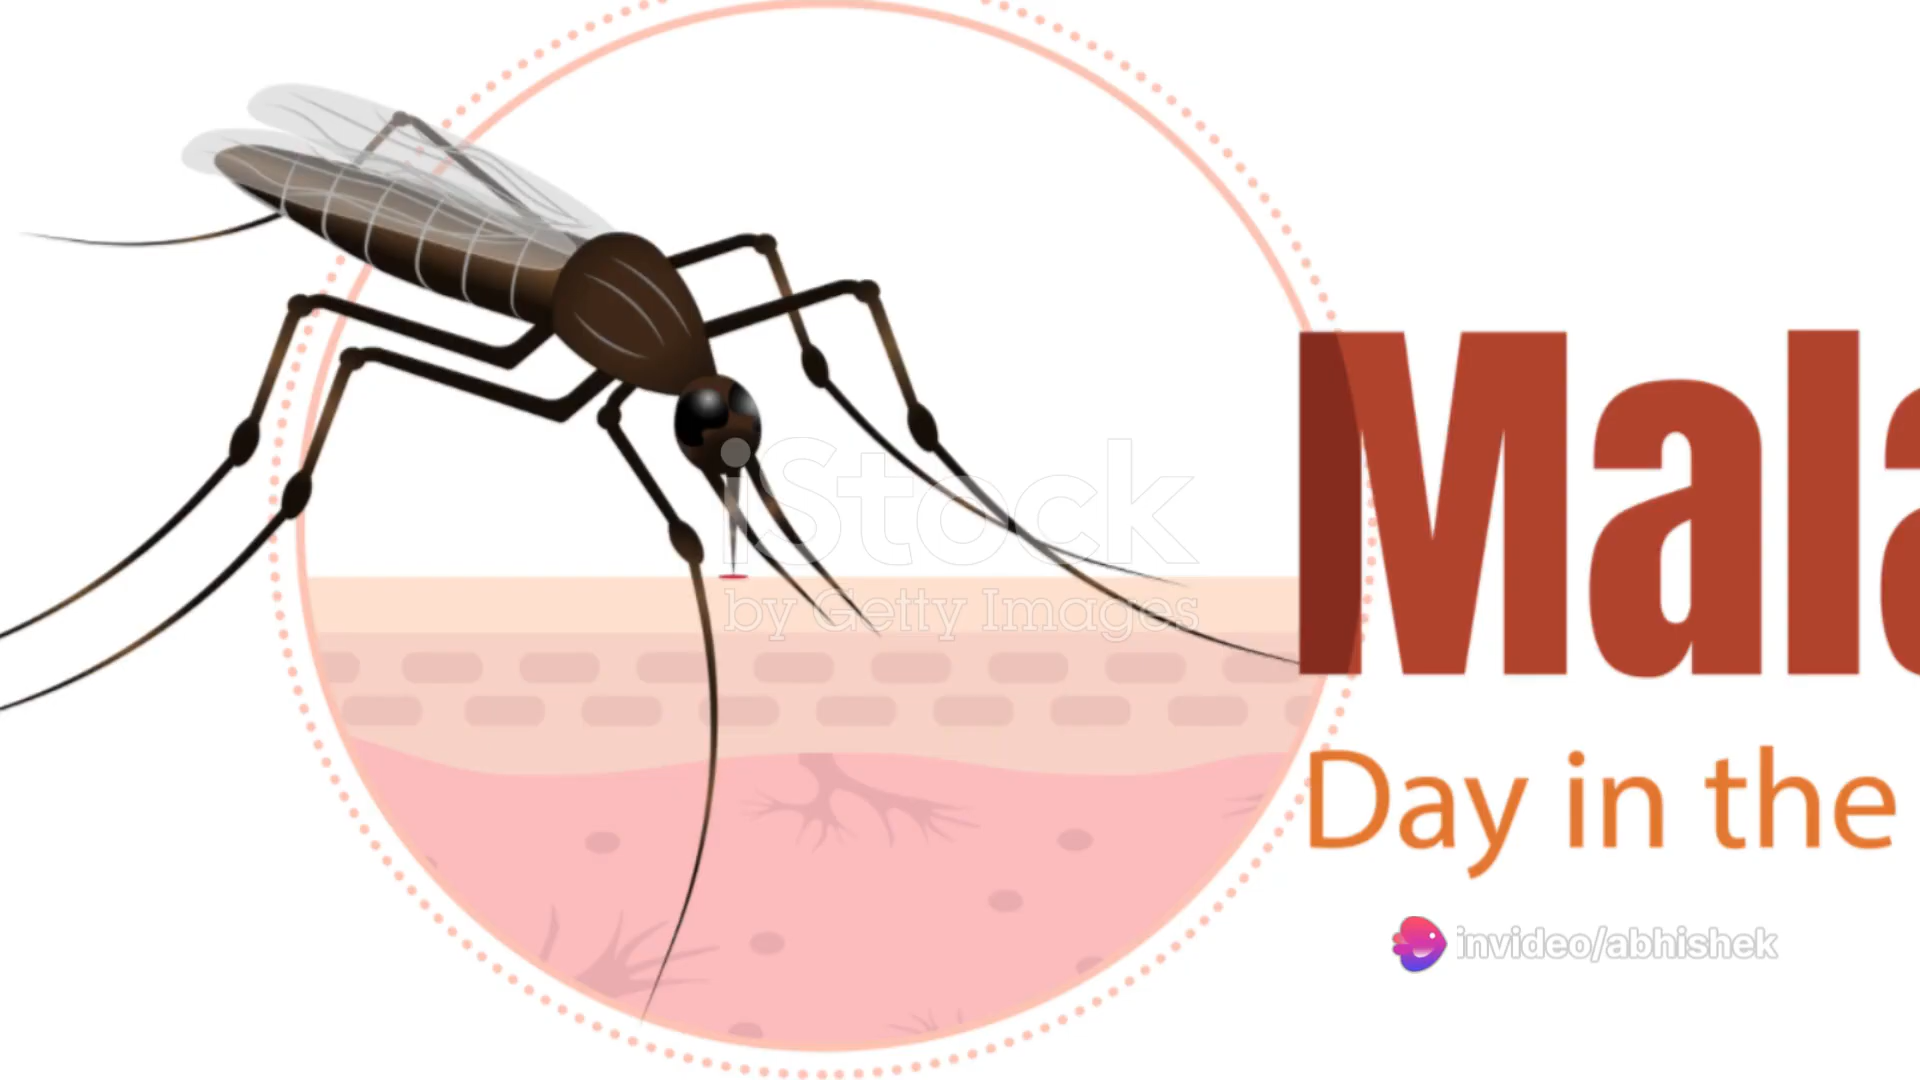 Mala
Day in the
iStock
by Getty Images
invideo/abhishek